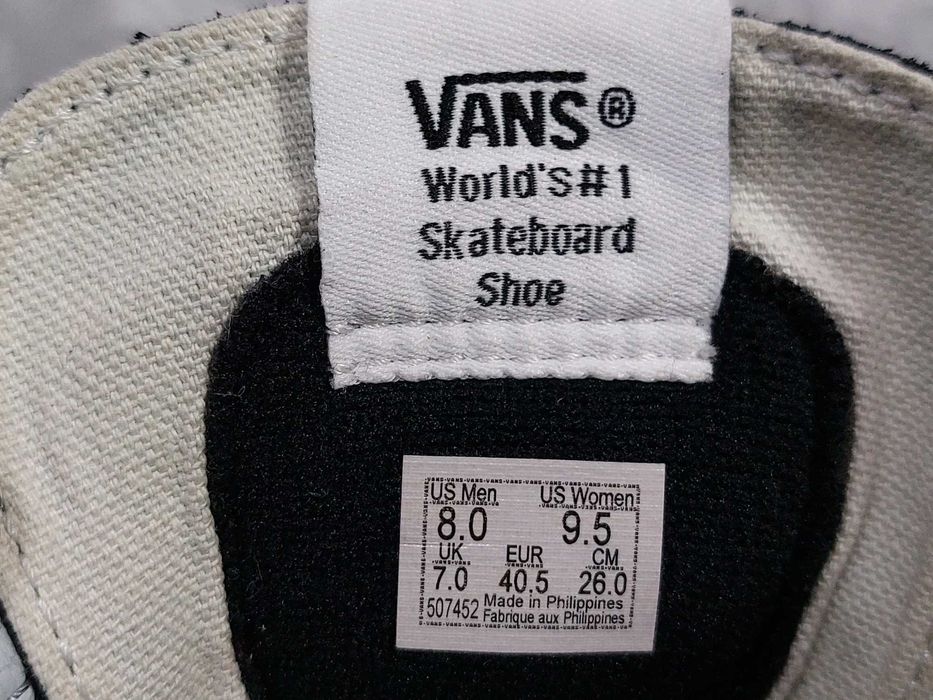 VANS®
World's #1
Skateboard
Shoe
US Men US Women
8.0 9.5
UK EUR CM
7.0 40.5 26.0
507452 Made in Philippines
Fabrique aux Philippines